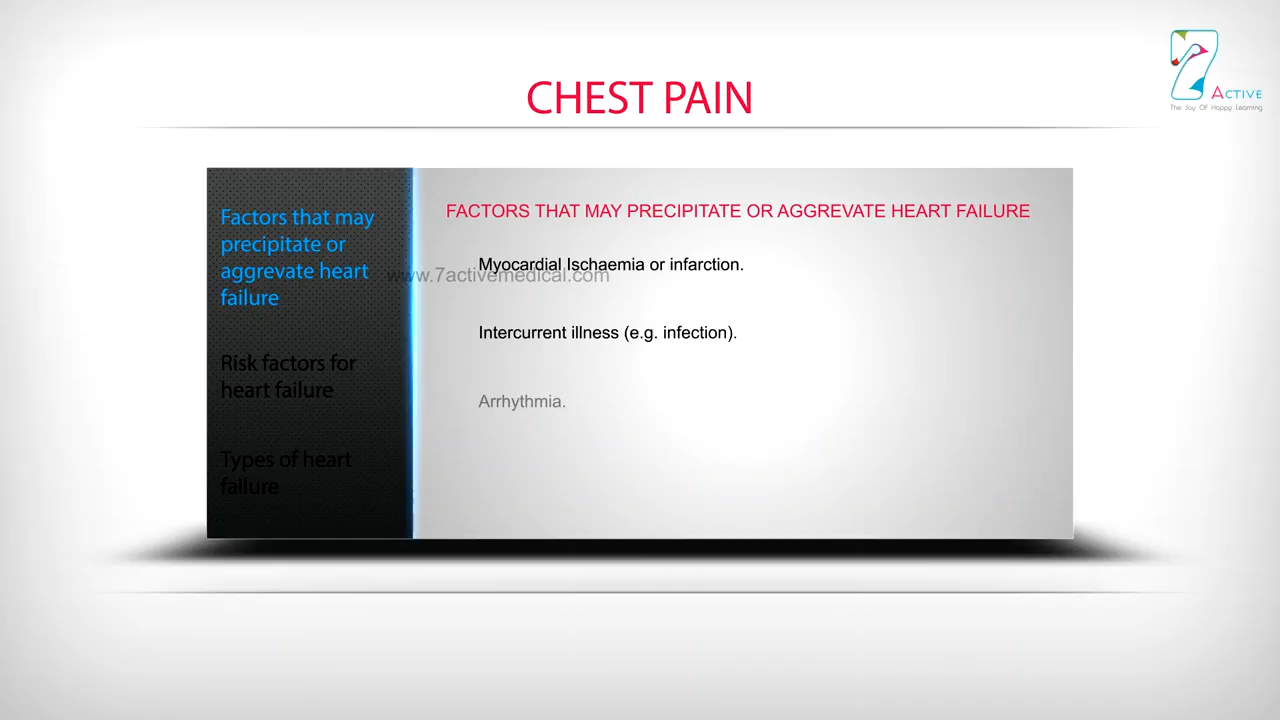 7 ACTIVE
The Joy Of Happy Learning
CHEST PAIN
Factors that may
precipitate or
aggrevate heart
failure
Risk factors for
heart failure
Types of heart
failure
FACTORS THAT MAY PRECIPITATE OR AGGREVATE HEART FAILURE
Myocardial Ischaemia or infarction.
www.7activemedical.com
Intercurrent illness (e.g. infection).
Arrhythmia.